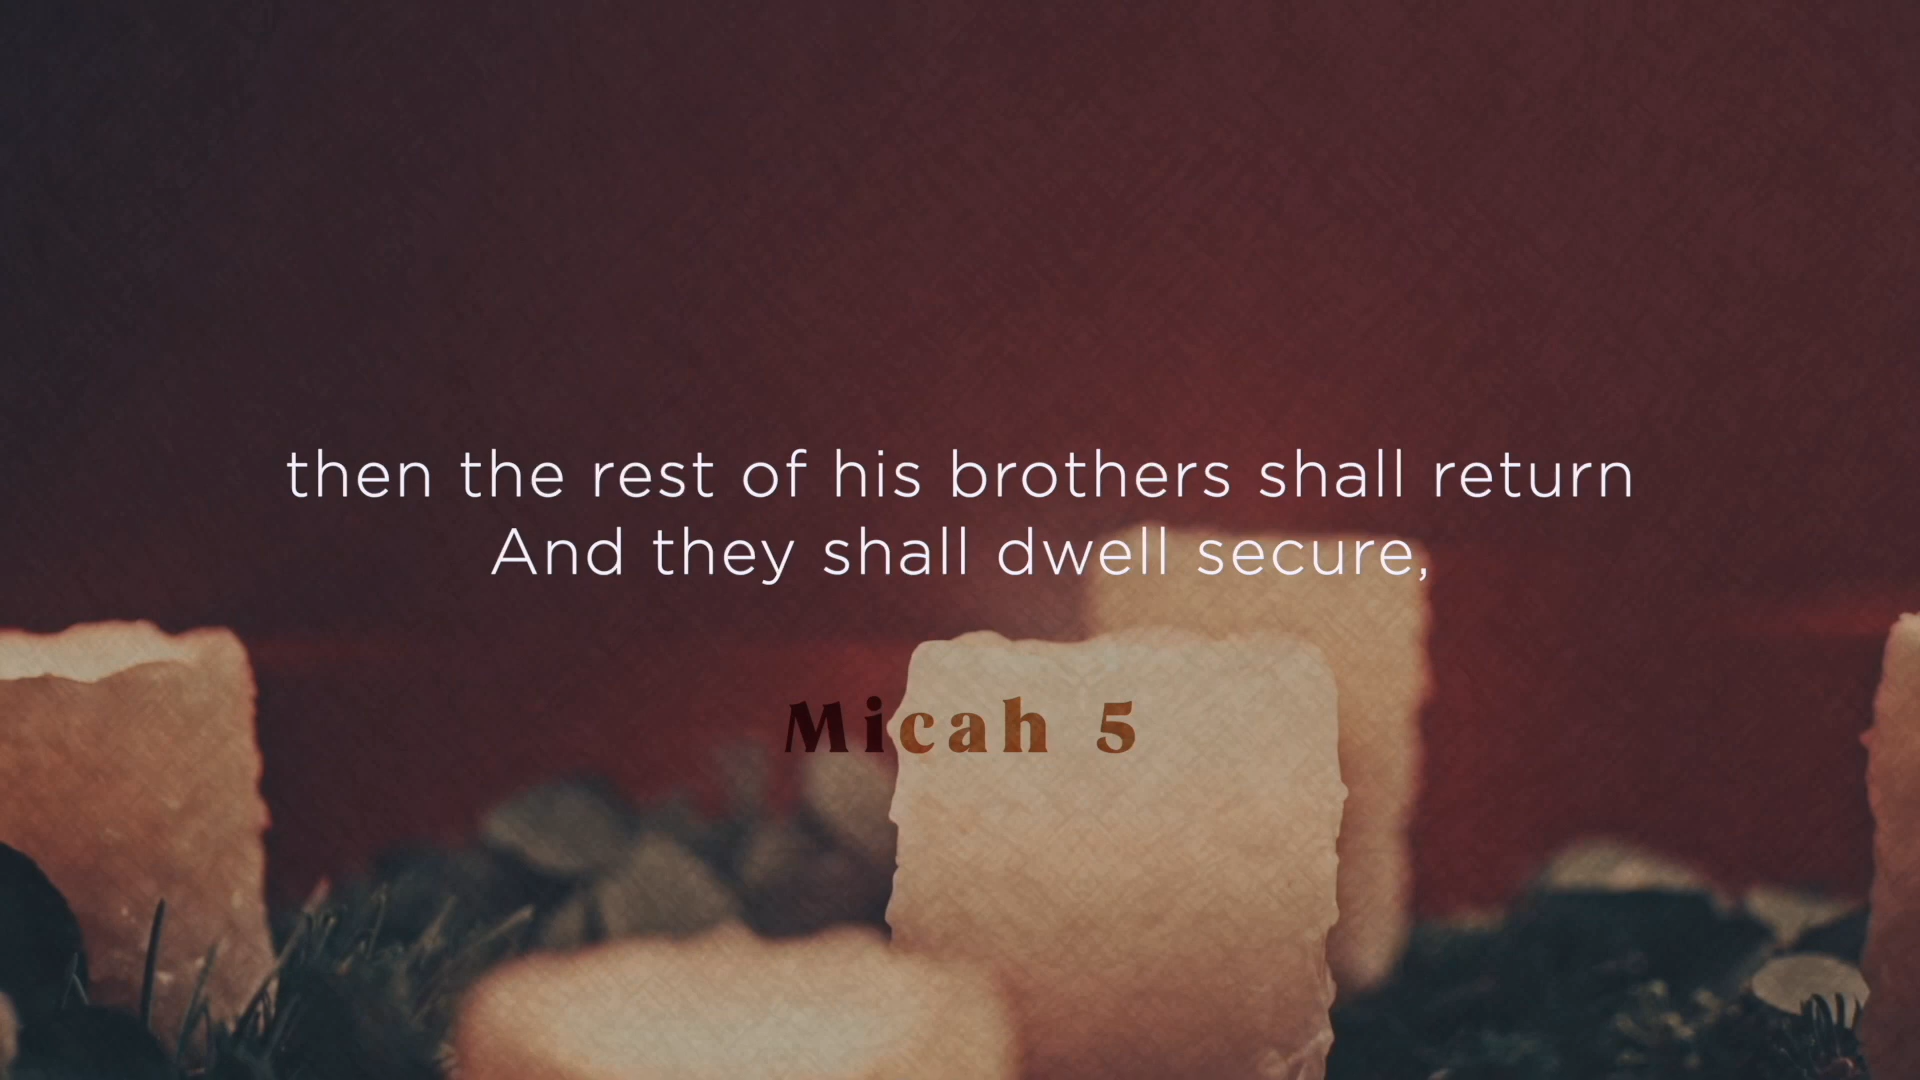 then the rest of his brothers shall return
And they shall dwell secure,
Micah 5